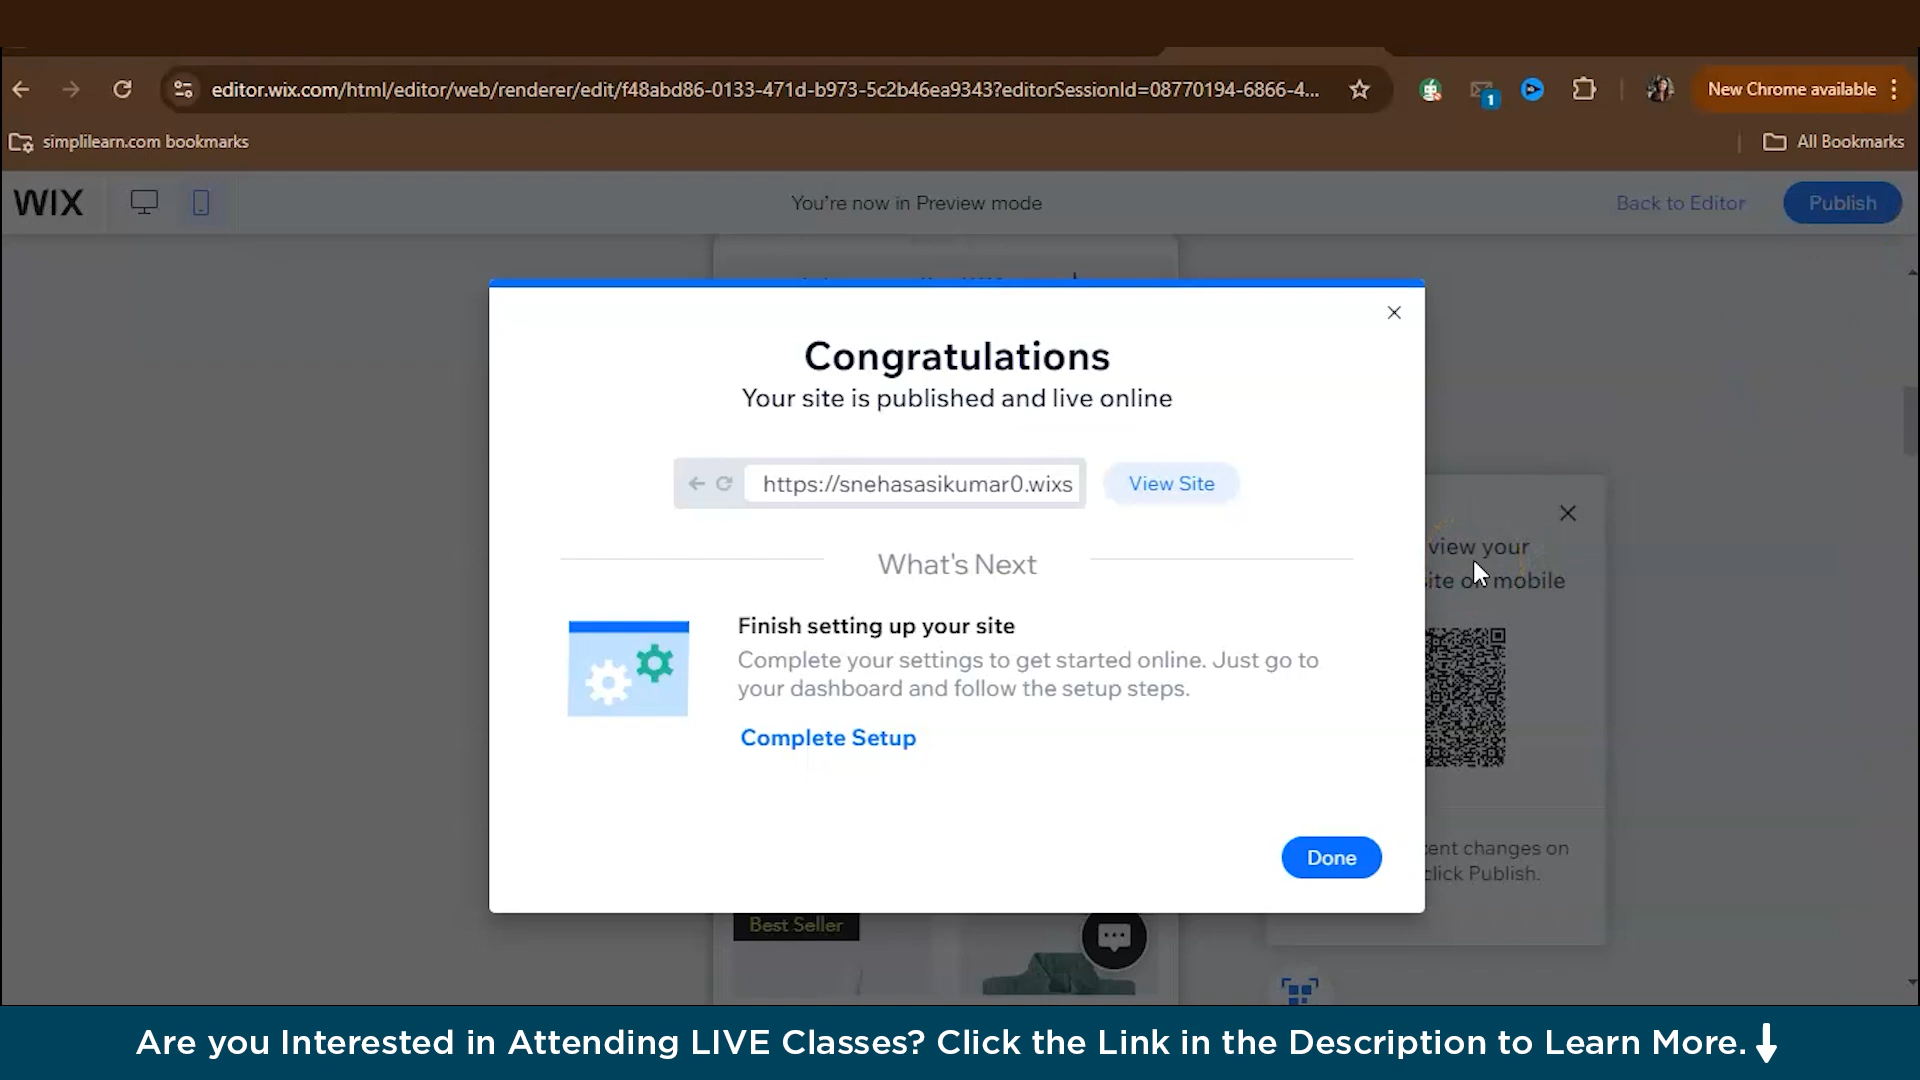 editor.wix.com/html/editor/web/renderer/edit/f48abd86-0133-471d-b973-5c2b46ea9343?editorSessionId=08770194-6866-4...
1
New Chrome available
simplilearn.com bookmarks
All Bookmarks
WIX
You're now in Preview mode
Back to Editor
Publish
Congratulations
Your site is published and live online
https://snehasasikumar0.wixs
View Site
view your
site on mobile
What's Next
Finish setting up your site
Complete your settings to get started online. Just go to
your dashboard and follow the setup steps.
Complete Setup
Done
changes on
click Publish.
Best Seller
Are you Interested in Attending LIVE Classes? Click the Link in the Description to Learn More.